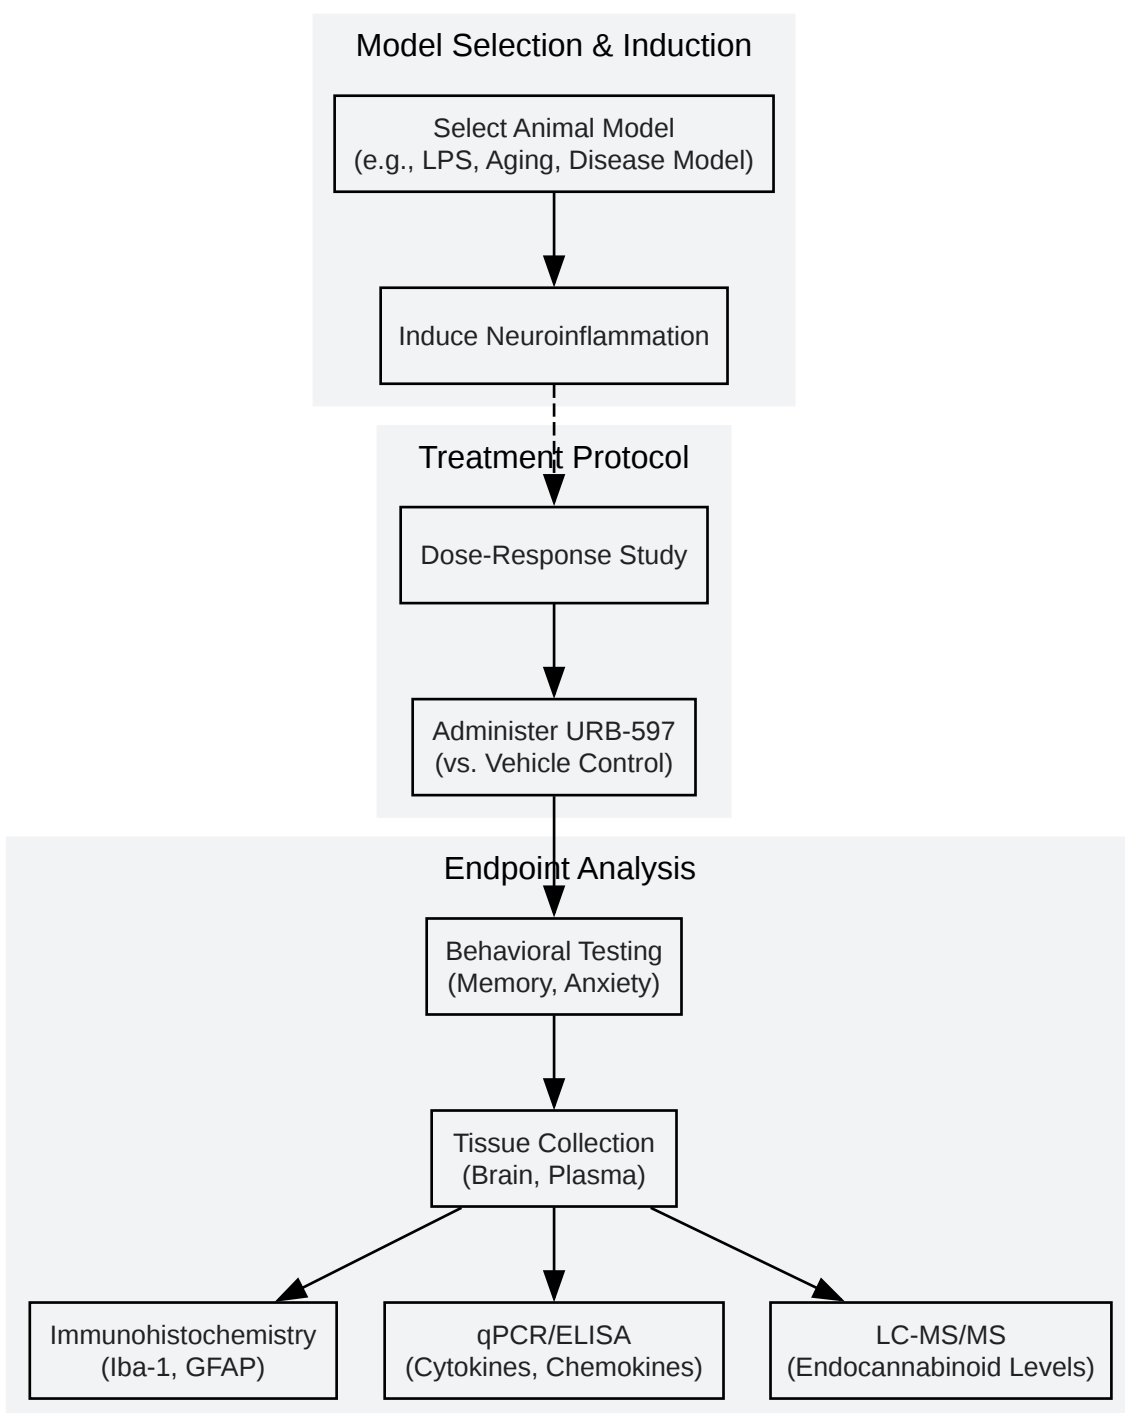 Model Selection & Induction
Select Animal Model
(e.g., LPS, Aging, Disease Model)
Induce Neuroinflammation
Treatment Protocol
Dose-Response Study
Administer URB-597
(vs. Vehicle Control)
Endpoint Analysis
Behavioral Testing
(Memory, Anxiety)
Tissue Collection
(Brain, Plasma)
Immunohistochemistry
(Iba-1, GFAP)
qPCR/ELISA
(Cytokines, Chemokines)
LC-MS/MS
(Endocannabinoid Levels)